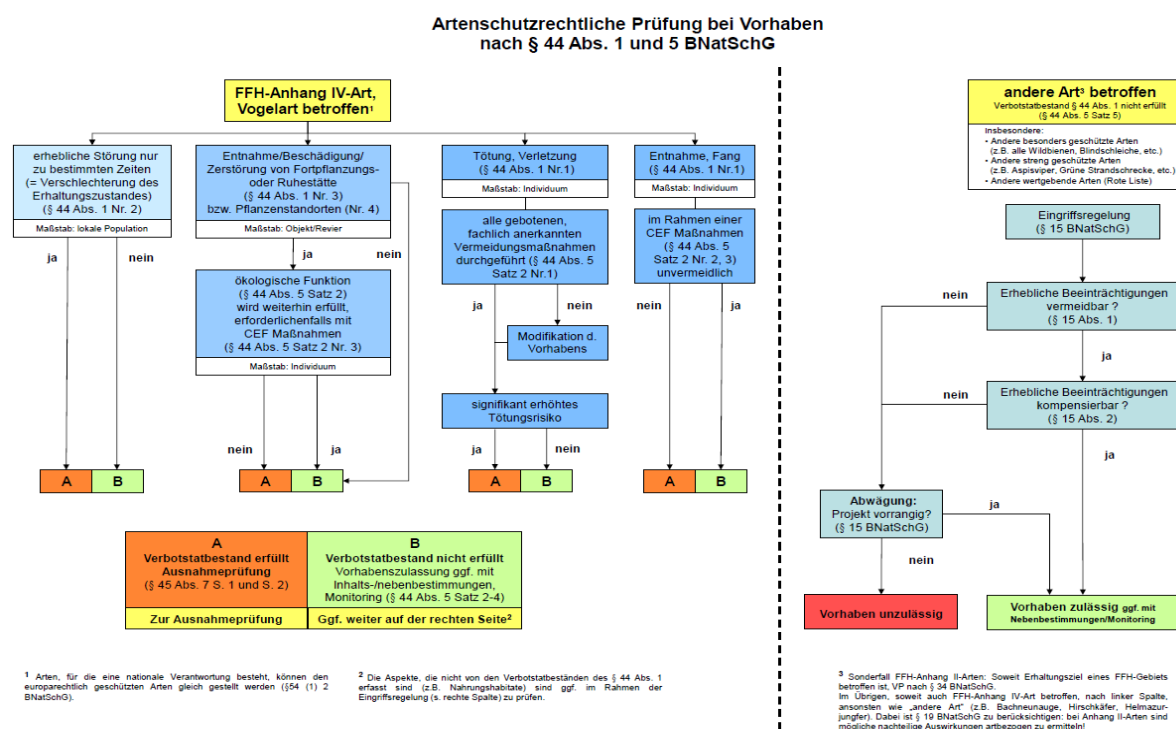 Artenschutzrechtliche Prüfung bei Vorhaben
nach § 44 Abs. 1 und 5 BNatSchG
FFH-Anhang IV-Art,
Vogelart betroffen¹
erhebliche Störung nur
zu bestimmten Zeiten
(= Verschlechterung des
Erhaltungszustandes)
(§ 44 Abs. 1 Nr. 2)
Maßstab: lokale Population
ja
nein
Entnahme/Beschädigung/
Zerstörung von Fortpflanzungs-
oder Ruhestätte
(§ 44 Abs. 1 Nr. 3)
bzw. Pflanzenstandorten (Nr. 4)
Maßstab: Objekt/Revier
ja
nein
ökologische Funktion
(§ 44 Abs. 5 Satz 2)
wird weiterhin erfüllt,
erforderlichenfalls mit
CEF Maßnahmen
(§ 44 Abs. 5 Satz 2 Nr. 3)
Maßstab: Individuum
nein
ja
Tötung, Verletzung
(§ 44 Abs. 1 Nr.1)
Maßstab: Individuum
alle gebotenen,
fachlich anerkannten
Vermeidungsmaßnahmen
durchgeführt (§ 44 Abs. 5
Satz 2 Nr.1)
ja
nein
Modifikation d.
Vorhabens
signifikant erhöhtes
Tötungsrisiko
ja
nein
Entnahme, Fang
(§ 44 Abs. 1 Nr.1)
Maßstab: Individuum
im Rahmen einer
CEF Maßnahmen
(§ 44 Abs. 5
Satz 2 Nr. 2, 3)
unvermeidlich
nein
ja
A B
A B
A B
A B
A
Verbotstatbestand erfüllt
Ausnahmeprüfung
(§ 45 Abs. 7 S. 1 und S. 2)
Zur Ausnahmeprüfung
B
Verbotstatbestand nicht erfüllt
Vorhabenszulassung ggf. mit
Inhalts-/nebenbestimmungen,
Monitoring (§ 44 Abs. 5 Satz 2-4)
Ggf. weiter auf der rechten Seite²
¹ Arten, für die eine nationale Verantwortung besteht, können den
europarechtlich geschützten Arten gleich gestellt werden (§54 (1) 2
BNatSchG).
² Die Aspekte, die nicht von den Verbotstatbeständen des § 44 Abs. 1
erfasst sind (z.B. Nahrungshabitate) sind ggf. im Rahmen der
Eingriffsregelung (s. rechte Spalte) zu prüfen.
andere Art³ betroffen
Verbotstatbestand § 44 Abs. 1 nicht erfüllt
(§ 44 Abs. 5 Satz 5)
Insbesondere:
• Andere besonders geschützte Arten
(z.B. alle Wildbienen, Blindschleiche, etc.)
• Andere streng geschützte Arten
(z.B. Aspisviper, Grüne Strandschrecke, etc.)
• Andere wertgebende Arten (Rote Liste)
Eingriffsregelung
(§ 15 BNatSchG)
Erhebliche Beeinträchtigungen
vermeidbar ?
(§ 15 Abs. 1)
nein
ja
Erhebliche Beeinträchtigungen
kompensierbar ?
(§ 15 Abs. 2)
nein
ja
Abwägung:
Projekt vorrangig?
(§ 15 BNatSchG)
ja
nein
Vorhaben unzulässig
Vorhaben zulässig ggf. mit
Nebenbestimmungen/Monitoring
³ Sonderfall FFH-Anhang II-Arten: Soweit Erhaltungsziel eines FFH-Gebiets
betroffen ist, VP nach § 34 BNatSchG.
Im Übrigen, soweit auch FFH-Anhang IV-Art betroffen, nach linker Spalte,
ansonsten wie „andere Art" (z.B. Bachneunauge, Hirschkäfer, Helmazur-
jungfer). Dabei ist § 19 BNatSchG zu berücksichtigen: bei Anhang II-Arten sind
mögliche nachteilige Auswirkungen artbezogen zu ermitteln!